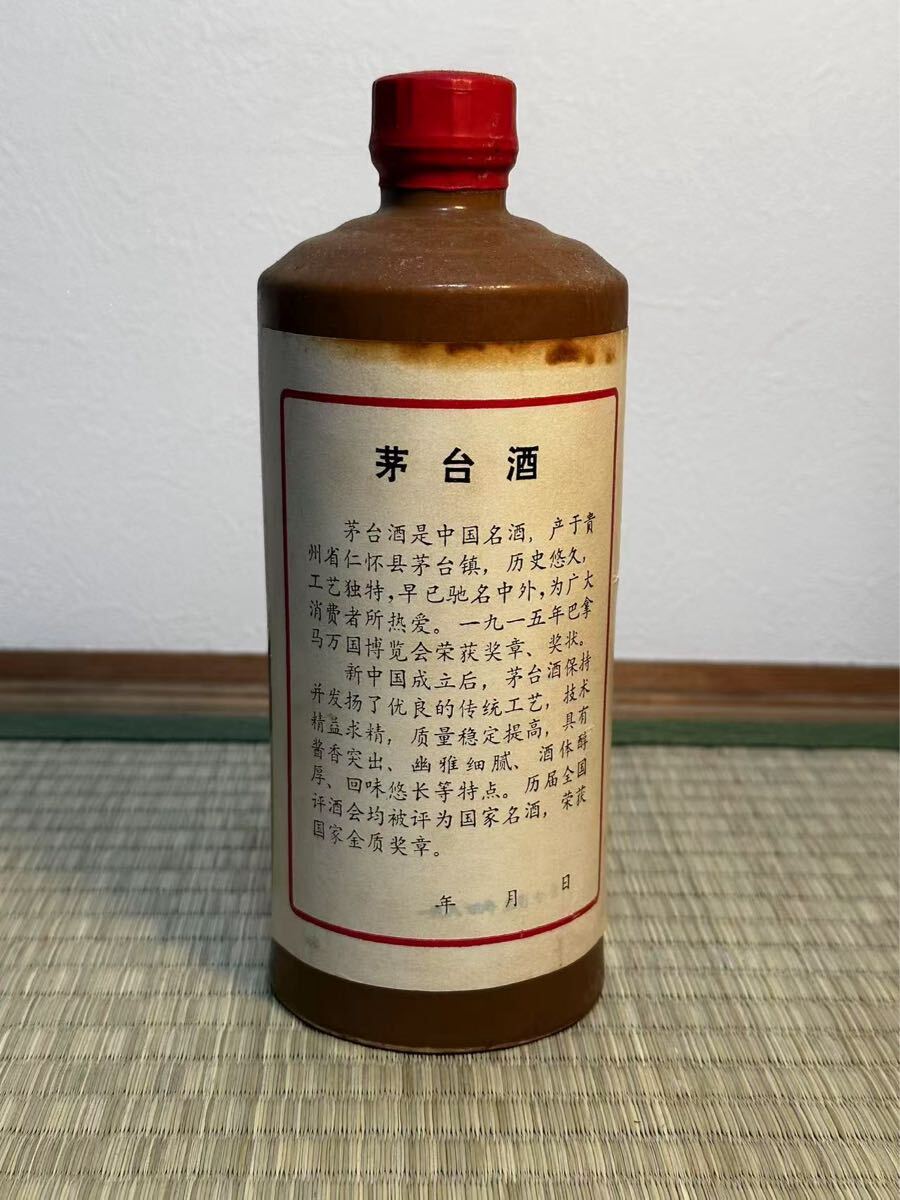 茅台酒
茅台酒是中国名酒，产于貴
州省仁怀县茅台镇，历史悠久，
工艺独特，早已驰名中外，为广大
消费者所热爱。一九一五年巴拿
马万国博览会荣获奖章、奖状。
新中国成立后，茅台酒保持
并发扬了优良的传统工艺，技术
精益求精，质量稳定提高，具有
酱香突出、幽雅细腻、酒体醇
厚、回味悠长等特点。历届全国
评酒会均被评为国家名酒，荣获
国家金质奖章。
年 月 日